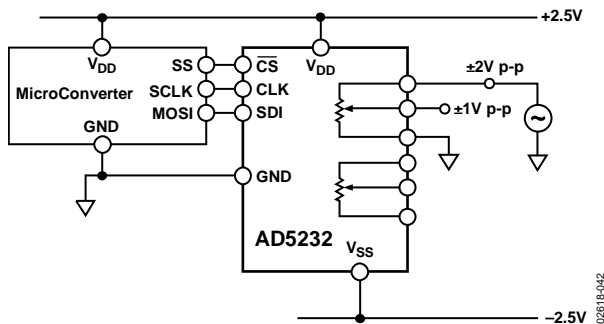 +2.5V
VDD
VDD
MicroConverter
SS
CS
SCLK
CLK
MOSI
SDI
GND
GND
±2V p-p
±1V p-p
~
AD5232
VSS
–2.5V
02618-042